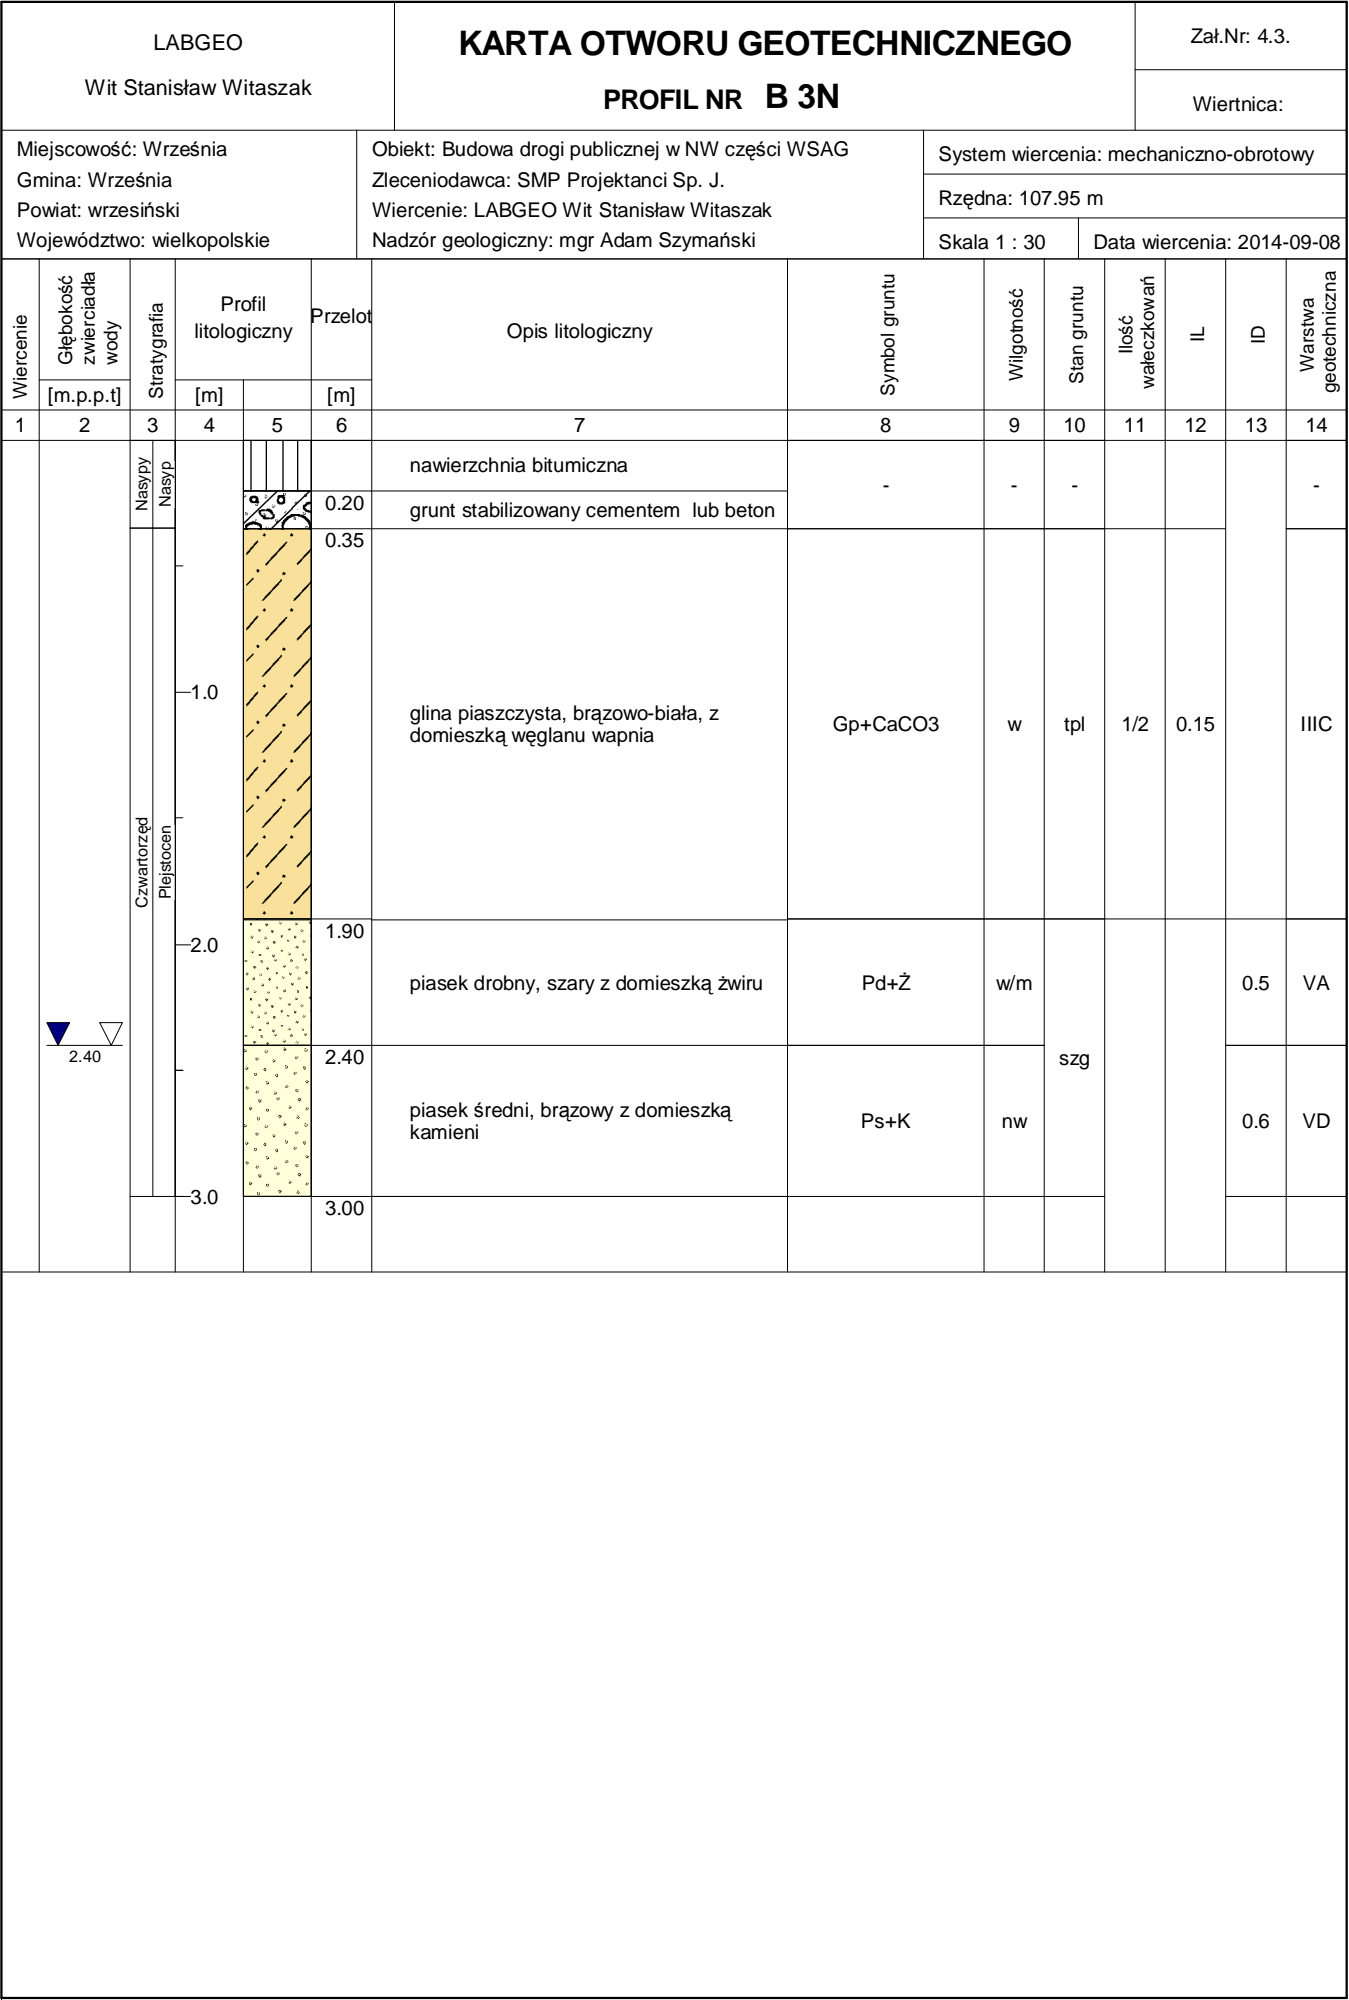 LABGEO
Wit Stanisław Witaszak
KARTA OTWORU GEOTECHNICZNEGO
PROFIL NR B 3N
Zał.Nr: 4.3.
Wiertnica:
Miejscowość: Września
Gmina: Września
Powiat: wrzesiński
Województwo: wielkopolskie
Obiekt: Budowa drogi publicznej w NW części WSAG
Zleceniodawca: SMP Projektanci Sp. J.
Wiercenie: LABGEO Wit Stanisław Witaszak
Nadzór geologiczny: mgr Adam Szymański
System wiercenia: mechaniczno-obrotowy
Rzędna: 107.95 m
Skala 1 : 30
Data wiercenia: 2014-09-08
Wiercenie
Głębokość
zwierciadła
wody
[m.p.p.t]
Stratygrafia
Profil
litologiczny
[m]
Przelot
[m]
Opis litologiczny
Symbol gruntu
Wilgotność
Stan gruntu
Ilość
wałeczkowań
IL
ID
Warstwa
geotechniczna
1 2 3 4 5 6 7 8 9 10 11 12 13 14
Nasypy
Nasyp
nawierzchnia bitumiczna
- - - -
0.20
grunt stabilizowany cementem lub beton
0.35
Czwartorzęd
Plejstocen
1.0
glina piaszczysta, brązowo-biała, z
domieszką węglanu wapnia
Gp+CaCO3 w tpl 1/2 0.15 IIIC
1.90
2.0
piasek drobny, szary z domieszką żwiru
Pd+Ż w/m 0.5 VA
2.40
2.40
szg
piasek średni, brązowy z domieszką
kamieni
Ps+K nw 0.6 VD
3.0
3.00